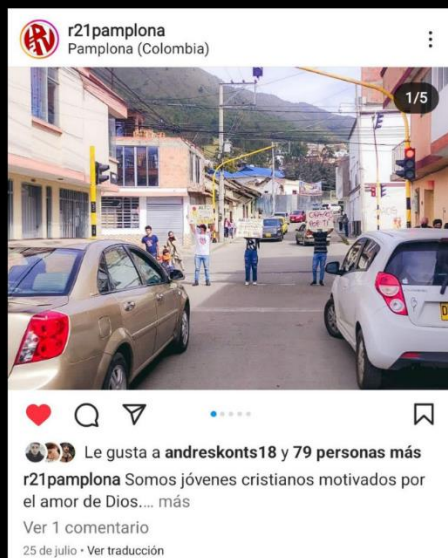 r21pamplona
Pamplona (Colombia)
1/5
Le gusta a andreskonts18 y 79 personas más
r21pamplona Somos jóvenes cristianos motivados por
el amor de Dios.... más
Ver 1 comentario
25 de julio • Ver traducción